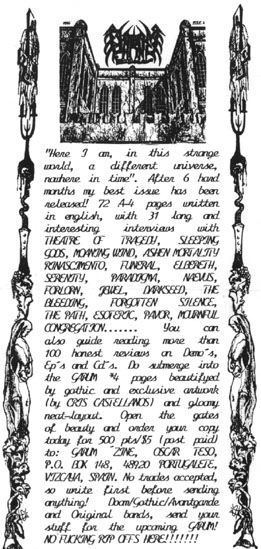 "Here I am, in this strange
world, a different universe,
nowhere in time". After 6 hard
months my best issue has been
released! 72 A-4 pages written
in english, with 31 long and
interesting interviews with
THEATRE OF TRAGEDY, SLEEPING
GODS, MOANING WIND, ASHEN MORTALITY
RINASCIMENTO, FUNERAL, ELBERETH,
SERENITY, PARADIGMA, NAEVUS,
FORLORN, JEWEL, DARKSEED, THE
BLEEDING, FORGOTTEN SILENCE,
THE PATH, ESOTERIC, PAVOR, MOURNFUL
CONGREGATION....... You can
also guide reading more than
100 honest reviews on Demo´s,
Ep´s and Cd´s. Do submerge into
the GARUM ´4 pages beautifyed
by gothic and exclusive artwork
(by CRIS CASTELLANOS) and gloomy
neat-layout. Open the gates
of beauty and order your copy
today for 500 pts/$5 (post paid)
to: GARUM ZINE, OSCAR TESO,
P.O. BOX 148, 48920 PORTUGALETE,
VIZCAIA, SPAIN. No trades accepted,
so write first before sending
anything! Doom/Gothic/Avantgarde
and Original bands, send your
stuff for the upcoming GARUM!
NO FUCKING RIP OFFS HERE!!!!!!!